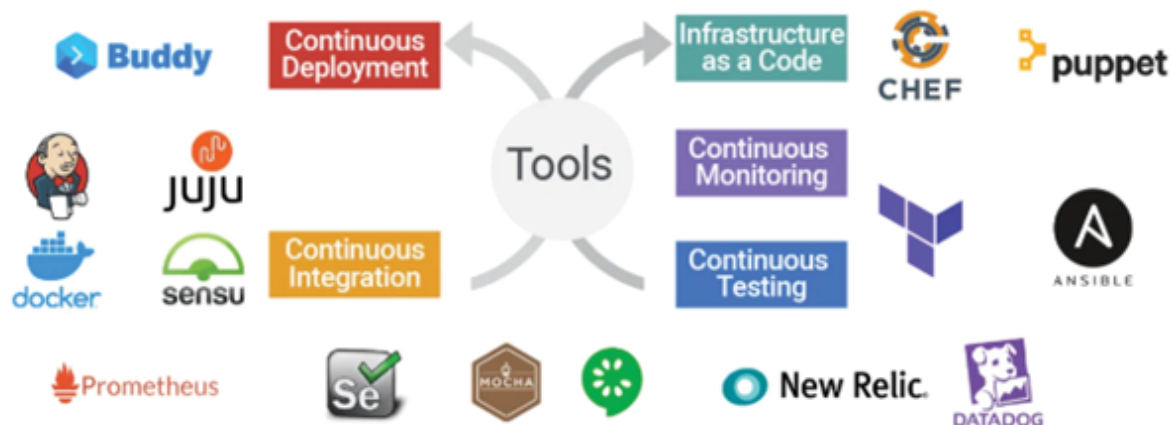 Buddy
Continuous
Deployment
Infrastructure
as a Code
CHEF
puppet
JUJU
Tools
Continuous
Monitoring
docker
sensu
Continuous
Integration
Continuous
Testing
A
ANSIBLE
Prometheus
Se
MOCHA
New Relic.
DATADOG